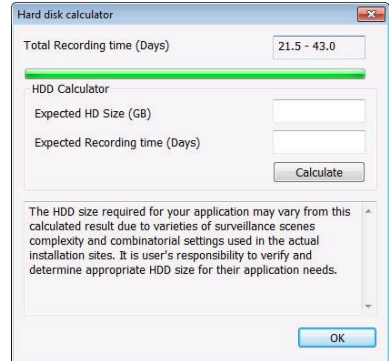 Hard disk calculator
Total Recording time (Days)
21.5 - 43.0
HDD Calculator
Expected HD Size (GB)
Expected Recording time (Days)
Calculate
The HDD size required for your application may vary from this
calculated result due to varieties of surveillance scenes
complexity and combinatorial settings used in the actual
installation sites. It is user's responsibility to verify and
determine appropriate HDD size for their application needs.
OK